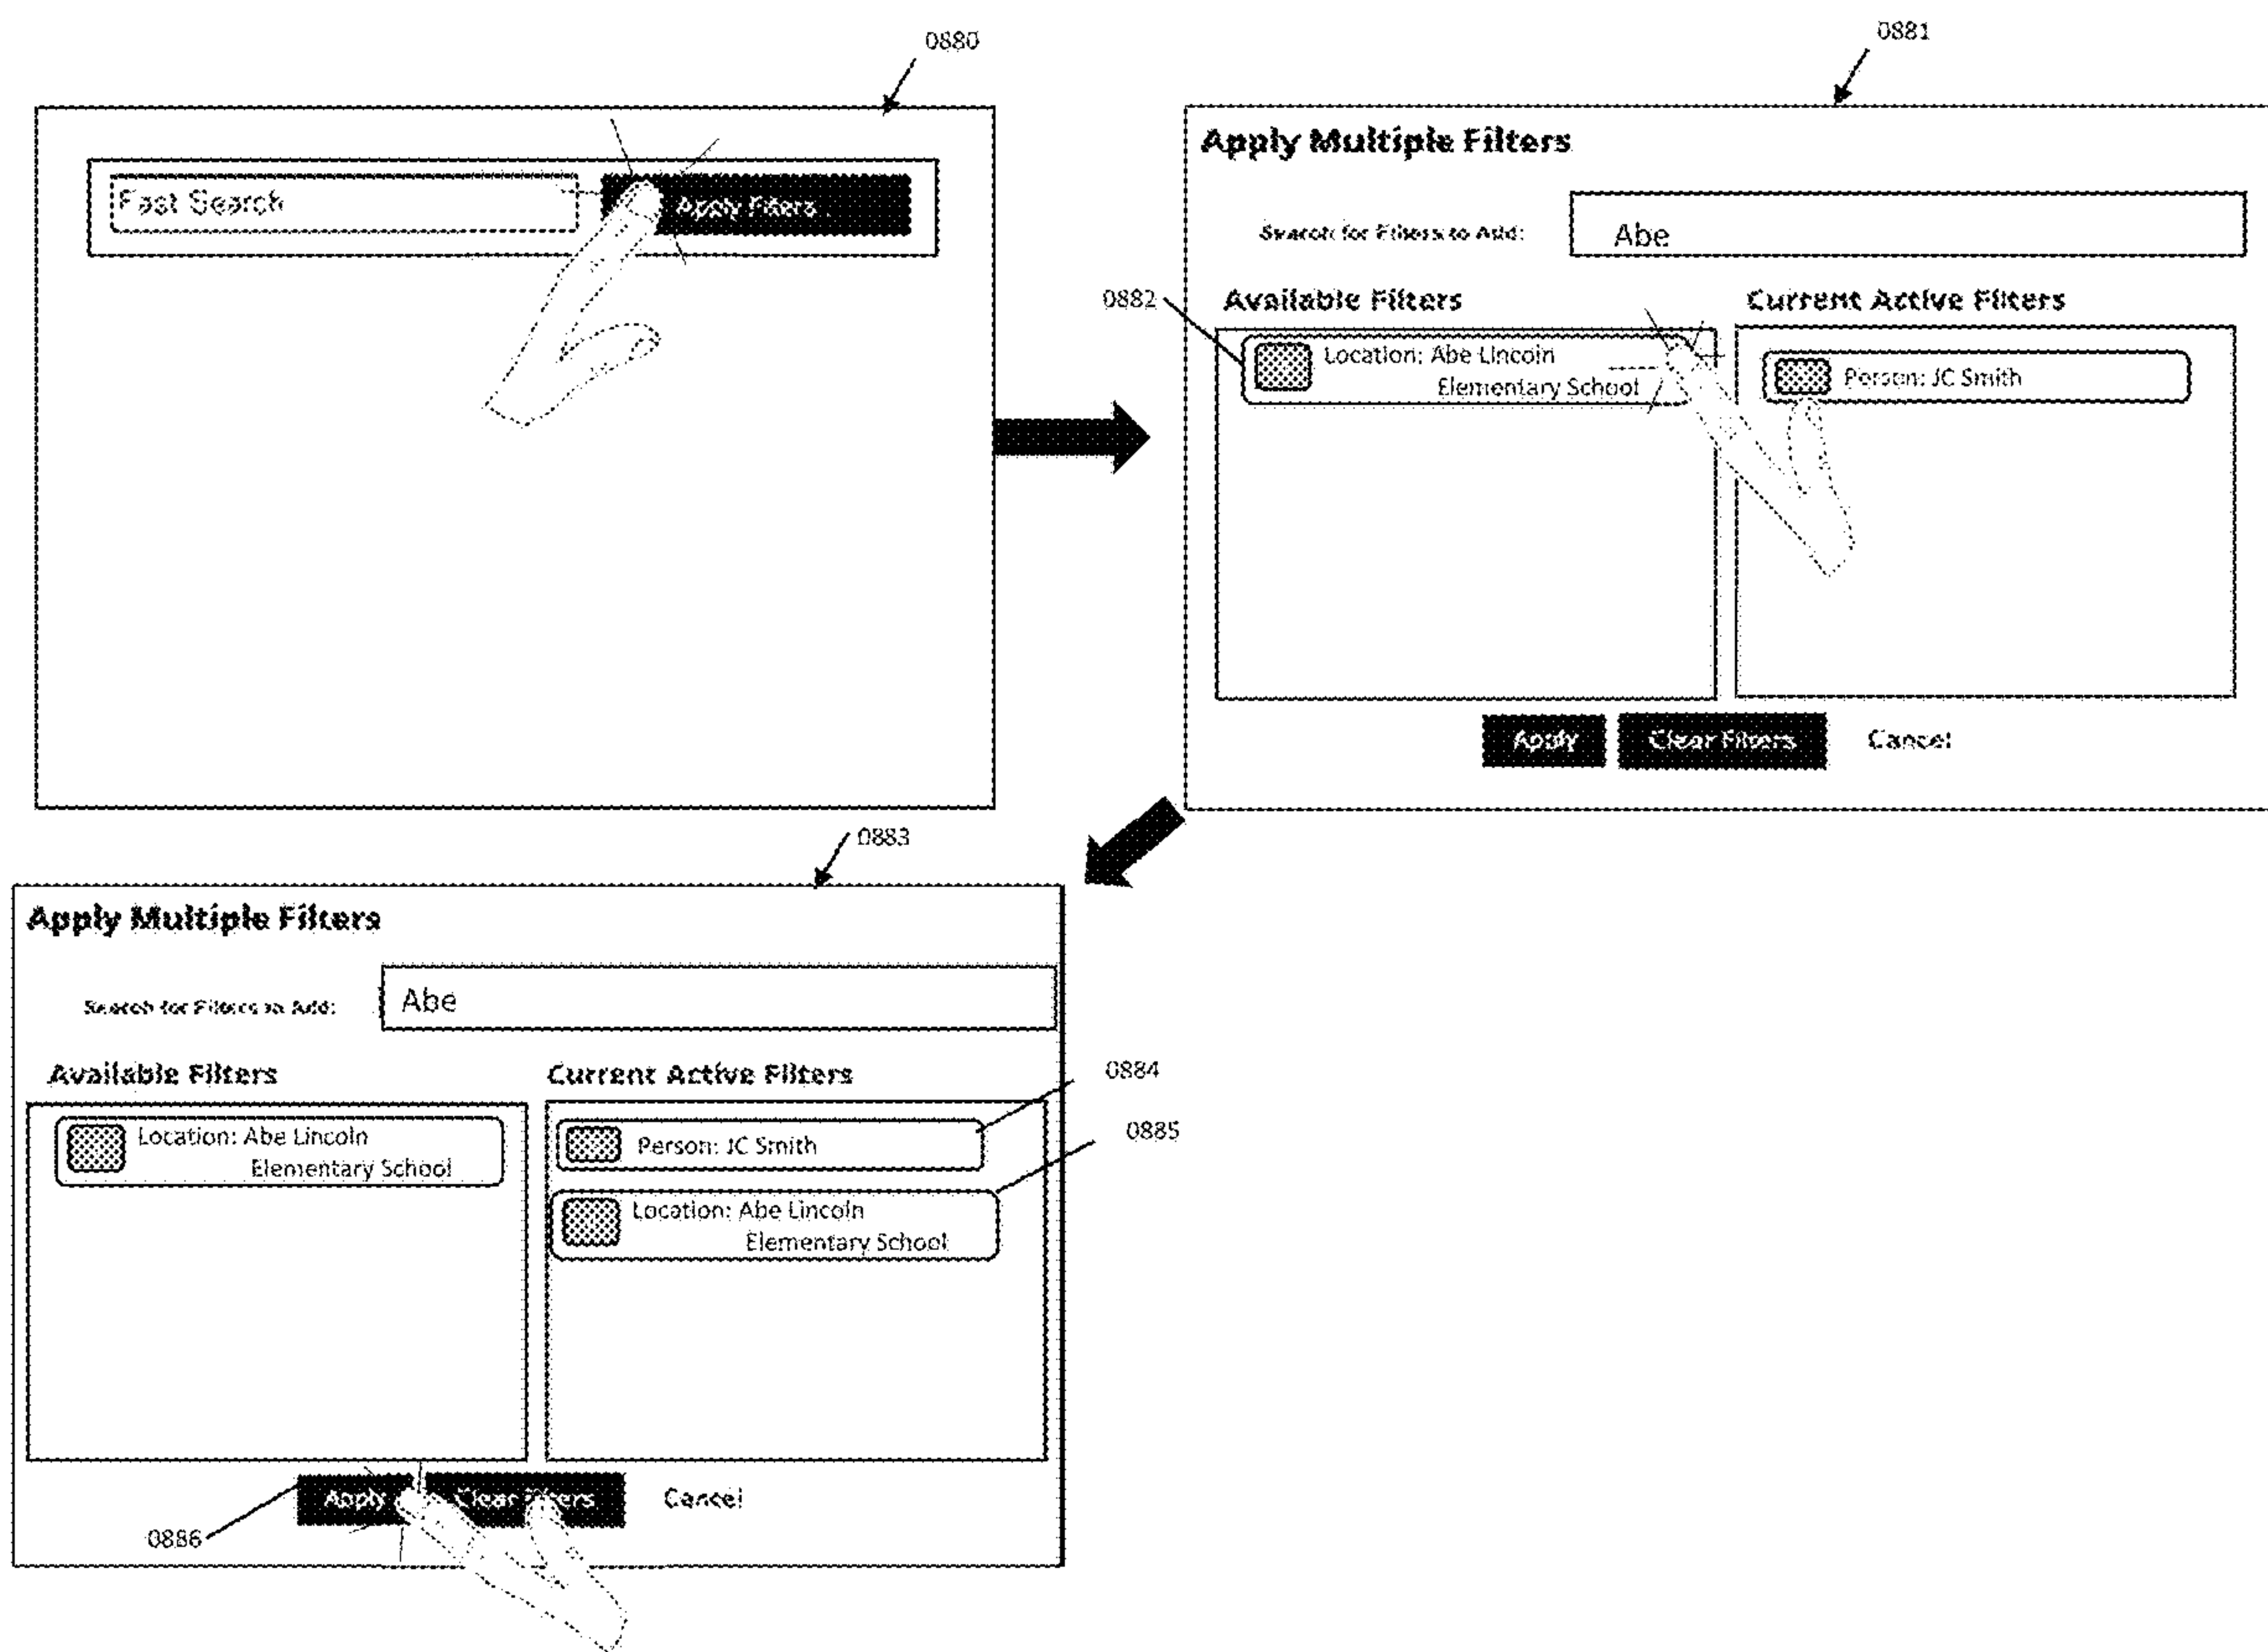 0880
0881
Fast Search
Apply Filters
Apply Multiple Filters
Search for Filters to Add:
Abe
0882
Available Filters
Current Active Filters
Location: Abe Lincoln
Elementary School
Person: JC Smith
Apply
Clear Filters
Cancel
0883
Apply Multiple Filters
Search for Filters to Add:
Abe
Available Filters
Current Active Filters
0884
0885
Location: Abe Lincoln
Elementary School
Person: JC Smith
Location: Abe Lincoln
Elementary School
Apply
Clear Filters
Cancel
0886